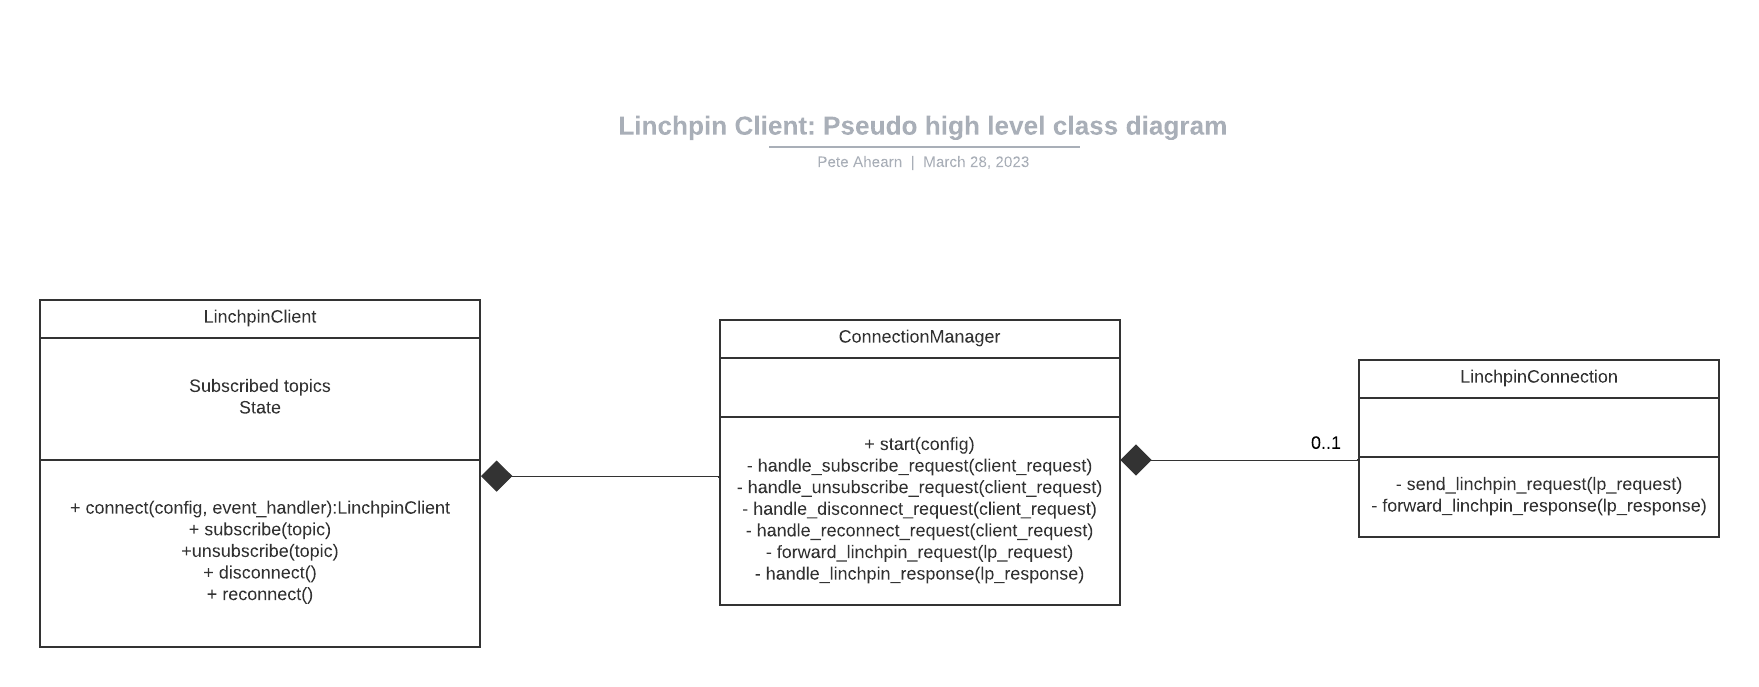 Linchpin Client: Pseudo high level class diagram
Pete Ahearn | March 28, 2023
LinchpinClient
Subscribed topics
State
+ connect(config, event_handler):LinchpinClient
+ subscribe(topic)
+unsubscribe(topic)
+ disconnect()
+ reconnect()
ConnectionManager
+ start(config)
- handle_subscribe_request(client_request)
- handle_unsubscribe_request(client_request)
- handle_disconnect_request(client_request)
- handle_reconnect_request(client_request)
- forward_linchpin_request(lp_request)
- handle_linchpin_response(lp_response)
0..1
LinchpinConnection
- send_linchpin_request(lp_request)
- forward_linchpin_response(lp_response)